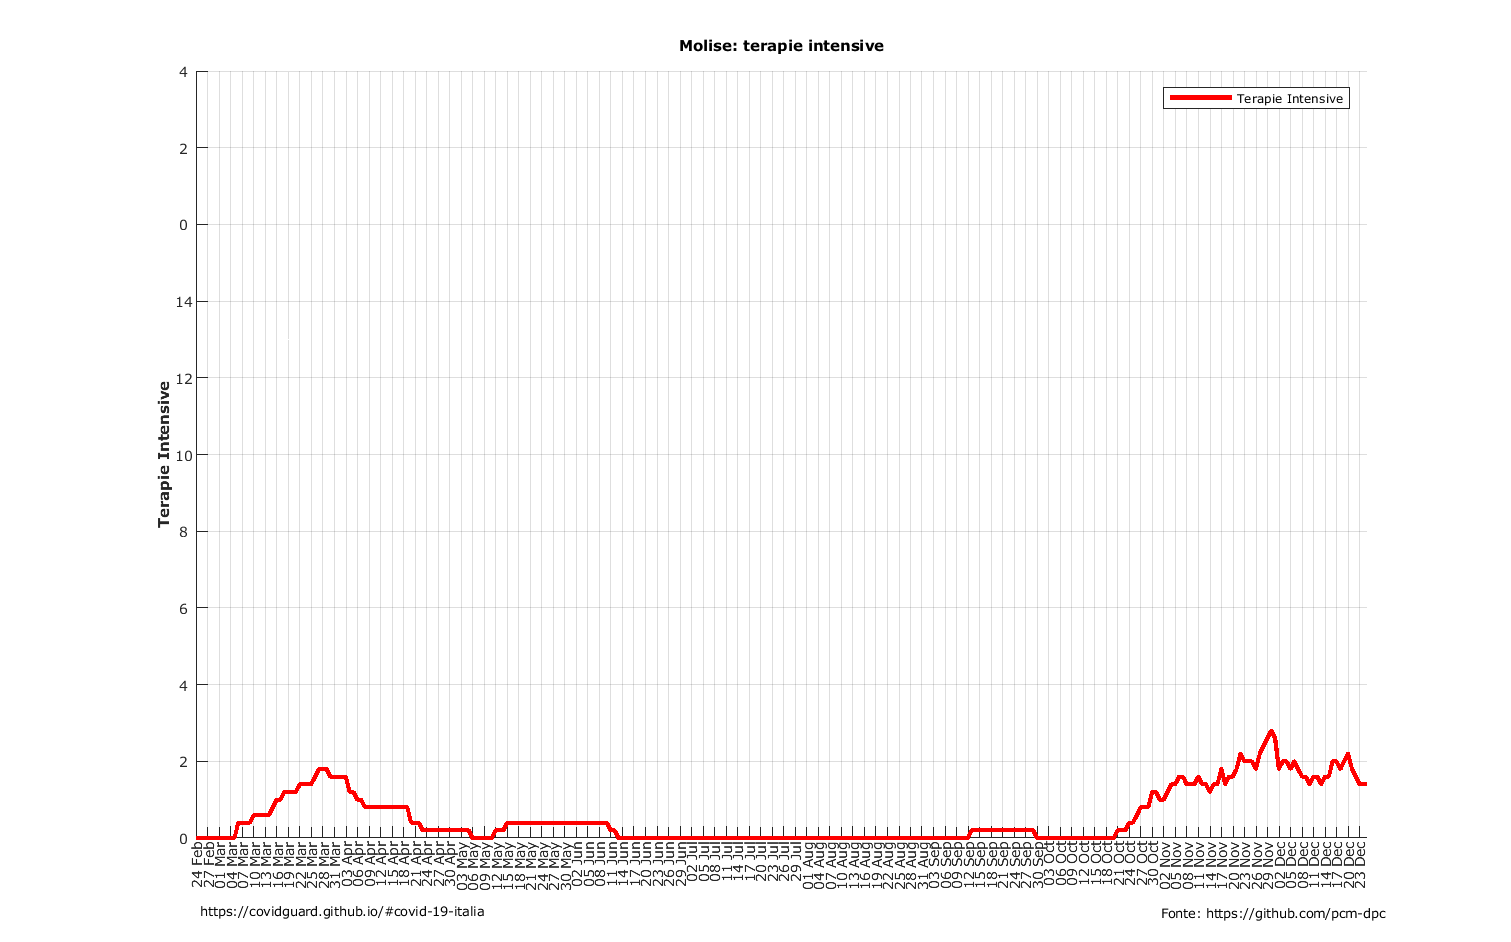 Molise: terapie intensive
Terapie Intensive
4
2
0
14
12
10
8
6
4
2
0
Terapie Intensive
24 Feb
27 Feb
01 Mar
04 Mar
07 Mar
10 Mar
13 Mar
16 Mar
19 Mar
22 Mar
25 Mar
28 Mar
31 Mar
03 Apr
06 Apr
09 Apr
12 Apr
15 Apr
18 Apr
21 Apr
24 Apr
27 Apr
30 Apr
03 May
06 May
09 May
12 May
15 May
18 May
21 May
24 May
27 May
30 May
02 Jun
05 Jun
08 Jun
11 Jun
14 Jun
17 Jun
20 Jun
23 Jun
26 Jun
29 Jun
02 Jul
05 Jul
08 Jul
11 Jul
14 Jul
17 Jul
20 Jul
23 Jul
26 Jul
29 Jul
01 Aug
04 Aug
07 Aug
10 Aug
13 Aug
16 Aug
19 Aug
22 Aug
25 Aug
28 Aug
31 Aug
03 Sep
06 Sep
09 Sep
12 Sep
15 Sep
18 Sep
21 Sep
24 Sep
27 Sep
30 Sep
03 Oct
06 Oct
09 Oct
12 Oct
15 Oct
18 Oct
21 Oct
24 Oct
27 Oct
30 Oct
02 Nov
05 Nov
08 Nov
11 Nov
14 Nov
17 Nov
20 Nov
23 Nov
26 Nov
29 Nov
02 Dec
05 Dec
08 Dec
11 Dec
14 Dec
17 Dec
20 Dec
23 Dec
https://covidguard.github.io/#covid-19-italia
Fonte: https://github.com/pcm-dpc